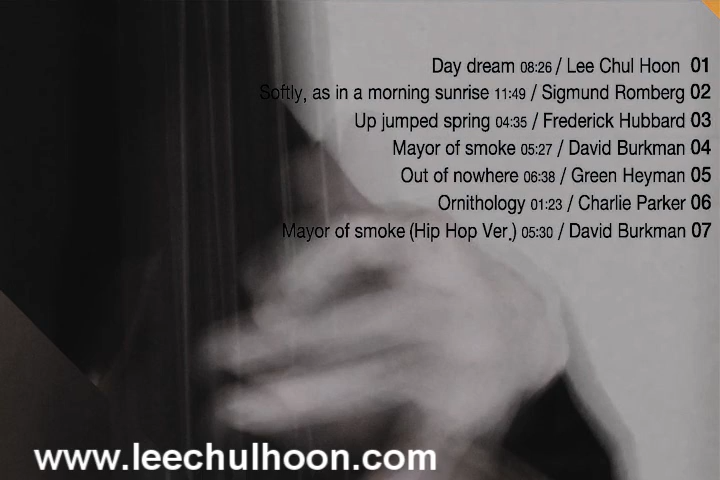 Day dream 08:26 / Lee Chul Hoon 01
Softly, as in a morning sunrise 11:49 / Sigmund Romberg 02
Up jumped spring 04:35 / Frederick Hubbard 03
Mayor of smoke 05:27 / David Burkman 04
Out of nowhere 06:38 / Green Heyman 05
Ornithology 01:23 / Charlie Parker 06
Mayor of smoke (Hip Hop Ver.) 05:30 / David Burkman 07
www.leechulhoon.com